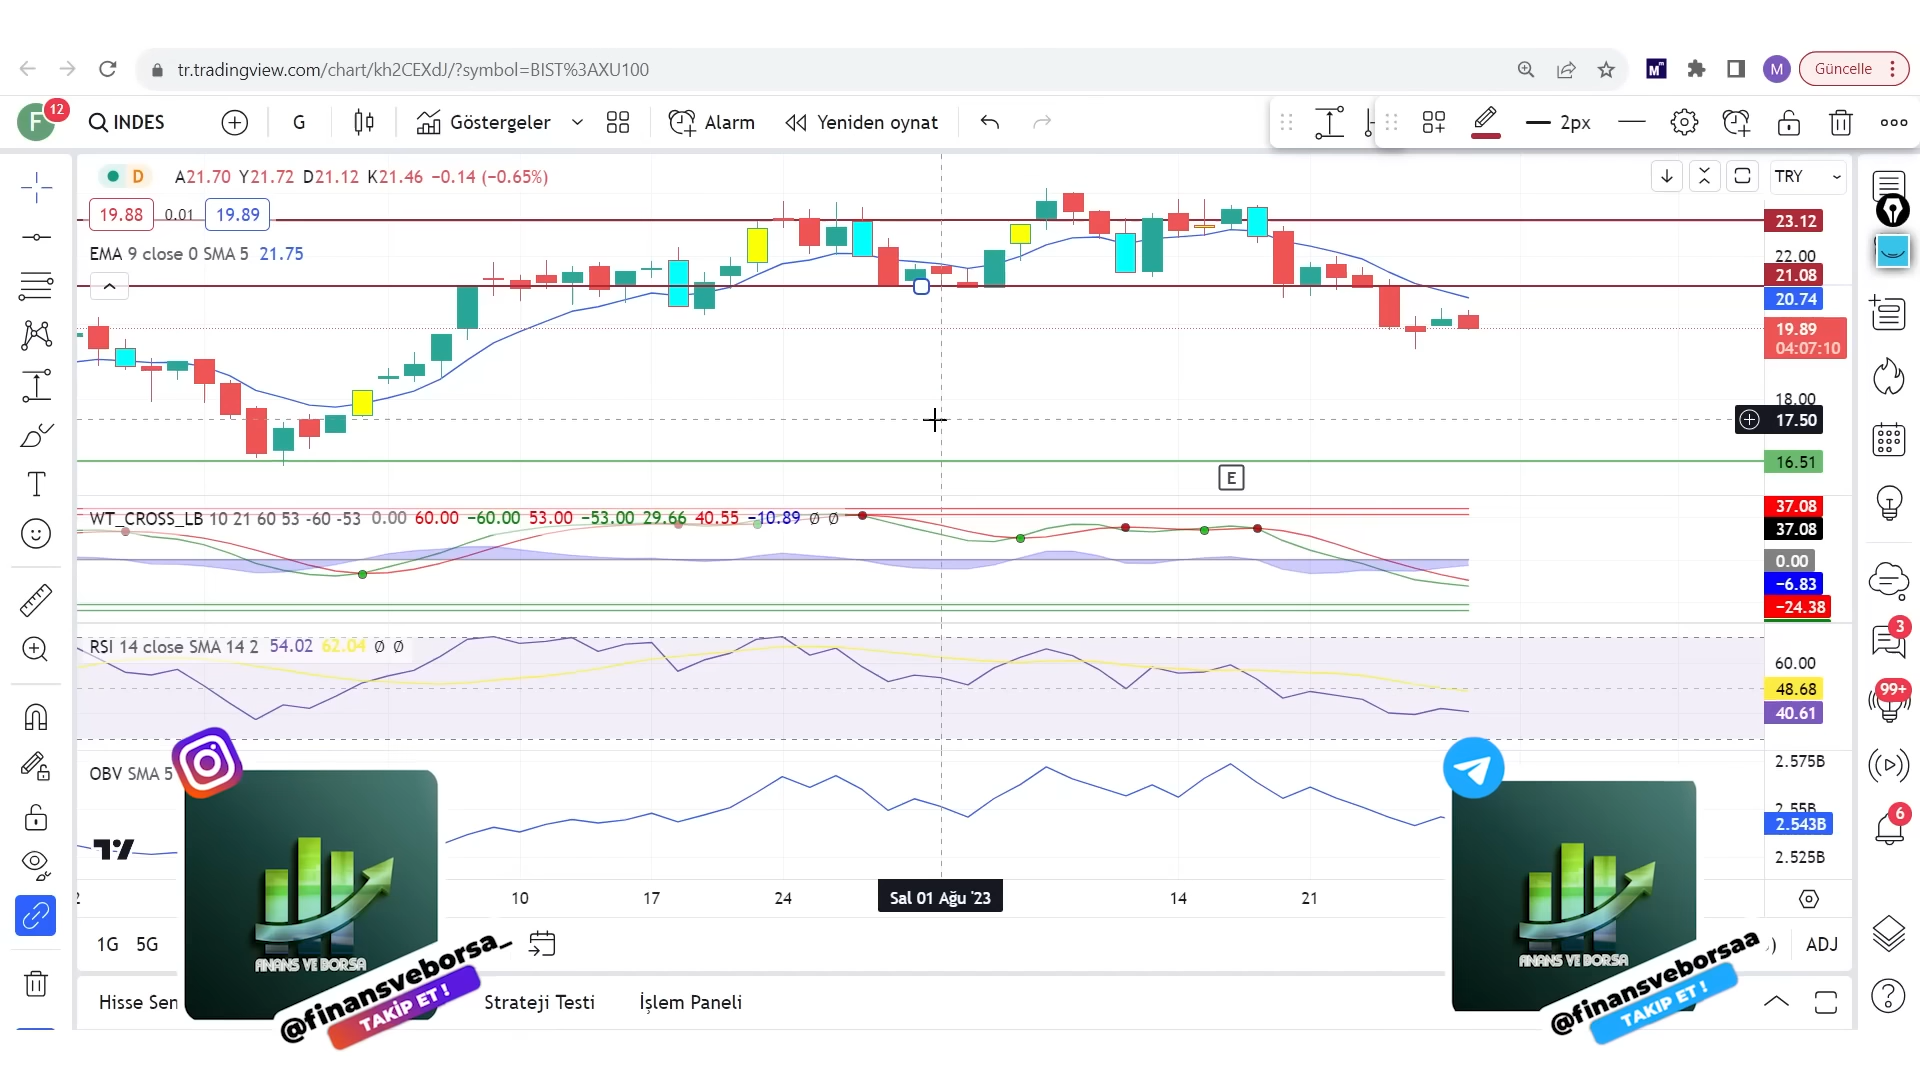 tr.tradingview.com/chart/kh2CEXdJ/?symbol=BIST%3AXU100
M
M
Güncelle
F
12
INDES
G
Göstergeler
Alarm
Yeniden oynat
2px
D
A21.70 Y21.72 D21.12 K21.46 −0.14 (−0.65%)
TRY
19.88
0.01
19.89
23.12
EMA 9 close 0 SMA 5 21.75
22.00
21.08
20.74
19.89
04:07:10
18.00
17.50
16.51
E
WT_CROSS_LB 10 21 60 53 -60 -53 0.00 60.00 −60.00 53.00 −53.00 29.66 40.55 −10.89 ∅ ∅
37.08
37.08
0.00
−6.83
−24.38
3
RSI 14 close SMA 14 2 54.02 62.04 ∅ ∅
60.00
48.68
40.61
99+
OBV SMA 5
2.575B
2.543B
2.525B
6
10
17
24
Sal 01 Ağu '23
14
21
1G 5G
ADJ
FINANS VE BORSA
FINANS VE BORSA
Hisse Sen
Strateji Testi
İşlem Paneli
@finansveborsa_
TAKİP ET !
@finansveborsaa
TAKIP ET !